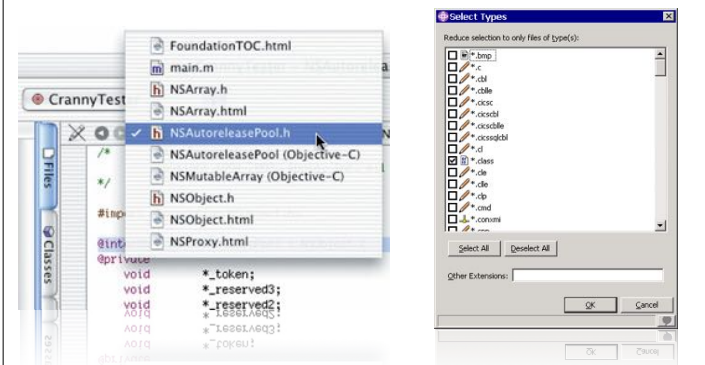 FoundationTOC.html
main.m
NSArray.h
NSArray.html
NSAutoreleasePool.h
NSAutoreleasePool (Objective-C)
NSMutableArray (Objective-C)
NSObject.h
NSObject.html
NSProxy.html
CrannyTest
Files
Classes
/*
*/
#imp
@int
@private
void *_token;
void *_reserved3;
void *_reserved2;
Select Types
Reduce selection to only files of type(s):
*.bmp
*.c
*.cbl
*.cblle
*.cicsc
*.cicscbl
*.cicscblle
*.cicssqlcbl
*.cl
*.class
*.cle
*.clle
*.clp
*.cmd
*.conxmi
*.cpp
Select All
Deselect All
Other Extensions:
OK
Cancel